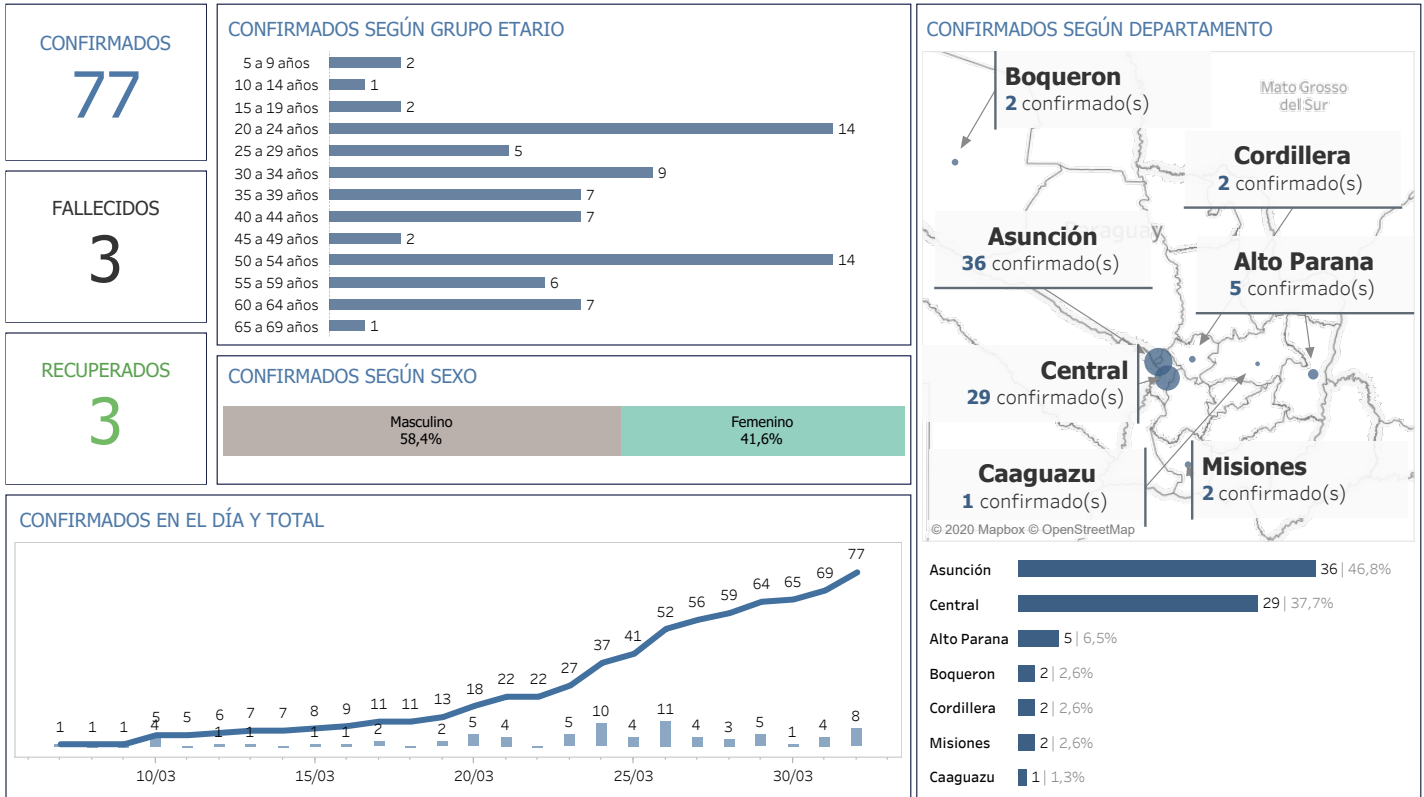 CONFIRMADOS
77
FALLECIDOS
3
RECUPERADOS
3
CONFIRMADOS SEGÚN GRUPO ETARIO
5 a 9 años 2
10 a 14 años 1
15 a 19 años 2
20 a 24 años 14
25 a 29 años 5
30 a 34 años 9
35 a 39 años 7
40 a 44 años 7
45 a 49 años 2
50 a 54 años 14
55 a 59 años 6
60 a 64 años 7
65 a 69 años 1
CONFIRMADOS SEGÚN SEXO
Masculino
58,4%
Femenino
41,6%
CONFIRMADOS EN EL DÍA Y TOTAL
1 1 1 5 5 6 7 7 8 9 11 11 13 18 22 22 27 37 41 52 56 59 64 65 69 77
4 1 1 1 1 2 2 5 4 5 10 4 11 4 3 5 1 4 8
10/03 15/03 20/03 25/03 30/03
CONFIRMADOS SEGÚN DEPARTAMENTO
Boqueron
2 confirmado(s)
Mato Grosso
del Sur
Cordillera
2 confirmado(s)
Paraguay
Asunción
36 confirmado(s)
Alto Parana
5 confirmado(s)
Central
29 confirmado(s)
Caaguazu
1 confirmado(s)
Misiones
2 confirmado(s)
© 2020 Mapbox © OpenStreetMap
Asunción 36 | 46,8%
Central 29 | 37,7%
Alto Parana 5 | 6,5%
Boqueron 2 | 2,6%
Cordillera 2 | 2,6%
Misiones 2 | 2,6%
Caaguazu 1 | 1,3%